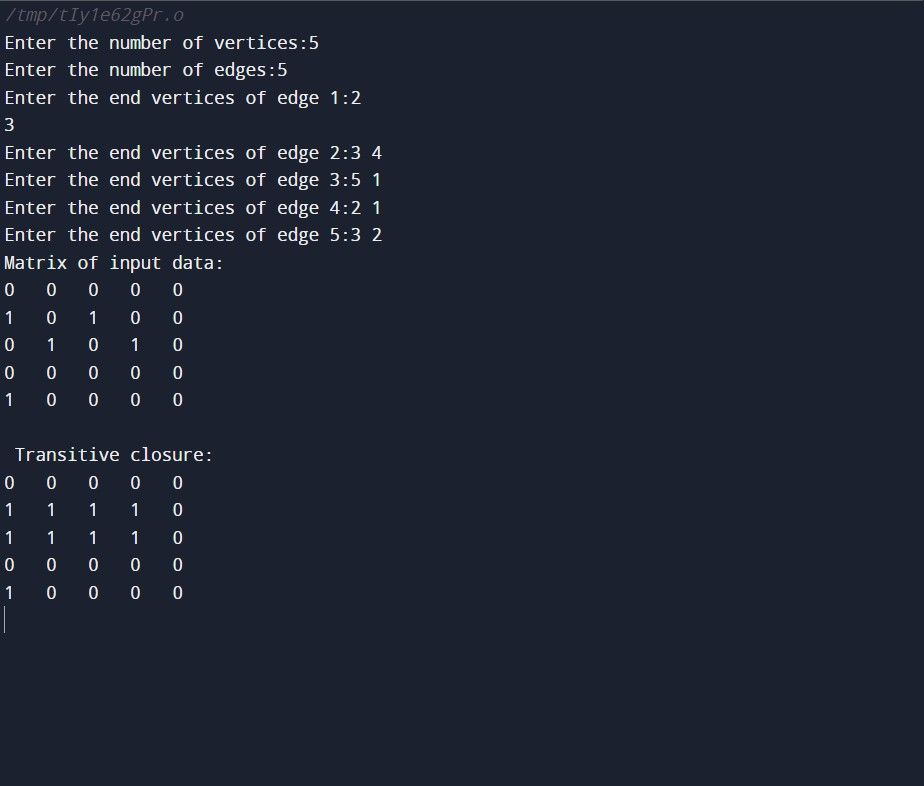 /tmp/tIy1e62gPr.o
Enter the number of vertices:5
Enter the number of edges:5
Enter the end vertices of edge 1:2
3
Enter the end vertices of edge 2:3 4
Enter the end vertices of edge 3:5 1
Enter the end vertices of edge 4:2 1
Enter the end vertices of edge 5:3 2
Matrix of input data:
0 0 0 0 0
1 0 1 0 0
0 1 0 1 0
0 0 0 0 0
1 0 0 0 0
Transitive closure:
0 0 0 0 0
1 1 1 1 0
1 1 1 1 0
0 0 0 0 0
1 0 0 0 0